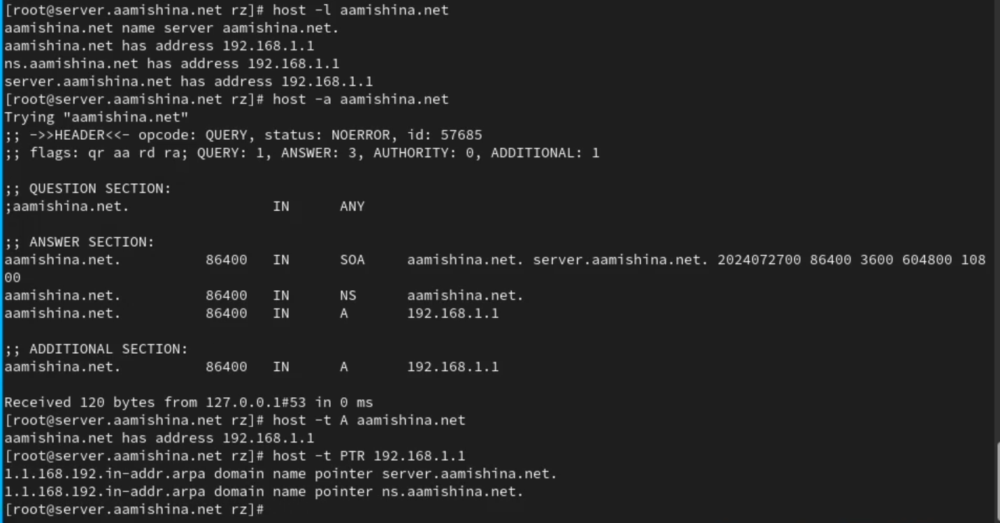 [root@server.aamishina.net rz]# host -l aamishina.net
aamishina.net name server aamishina.net.
aamishina.net has address 192.168.1.1
ns.aamishina.net has address 192.168.1.1
server.aamishina.net has address 192.168.1.1
[root@server.aamishina.net rz]# host -a aamishina.net
Trying "aamishina.net"
;; ->>HEADER<<- opcode: QUERY, status: NOERROR, id: 57685
;; flags: qr aa rd ra; QUERY: 1, ANSWER: 3, AUTHORITY: 0, ADDITIONAL: 1

;; QUESTION SECTION:
;aamishina.net.                  IN      ANY

;; ANSWER SECTION:
aamishina.net.          86400   IN      SOA     aamishina.net. server.aamishina.net. 2024072700 86400 3600 604800 108
00
aamishina.net.          86400   IN      NS      aamishina.net.
aamishina.net.          86400   IN      A       192.168.1.1

;; ADDITIONAL SECTION:
aamishina.net.          86400   IN      A       192.168.1.1

Received 120 bytes from 127.0.0.1#53 in 0 ms
[root@server.aamishina.net rz]# host -t A aamishina.net
aamishina.net has address 192.168.1.1
[root@server.aamishina.net rz]# host -t PTR 192.168.1.1
1.1.168.192.in-addr.arpa domain name pointer server.aamishina.net.
1.1.168.192.in-addr.arpa domain name pointer ns.aamishina.net.
[root@server.aamishina.net rz]#